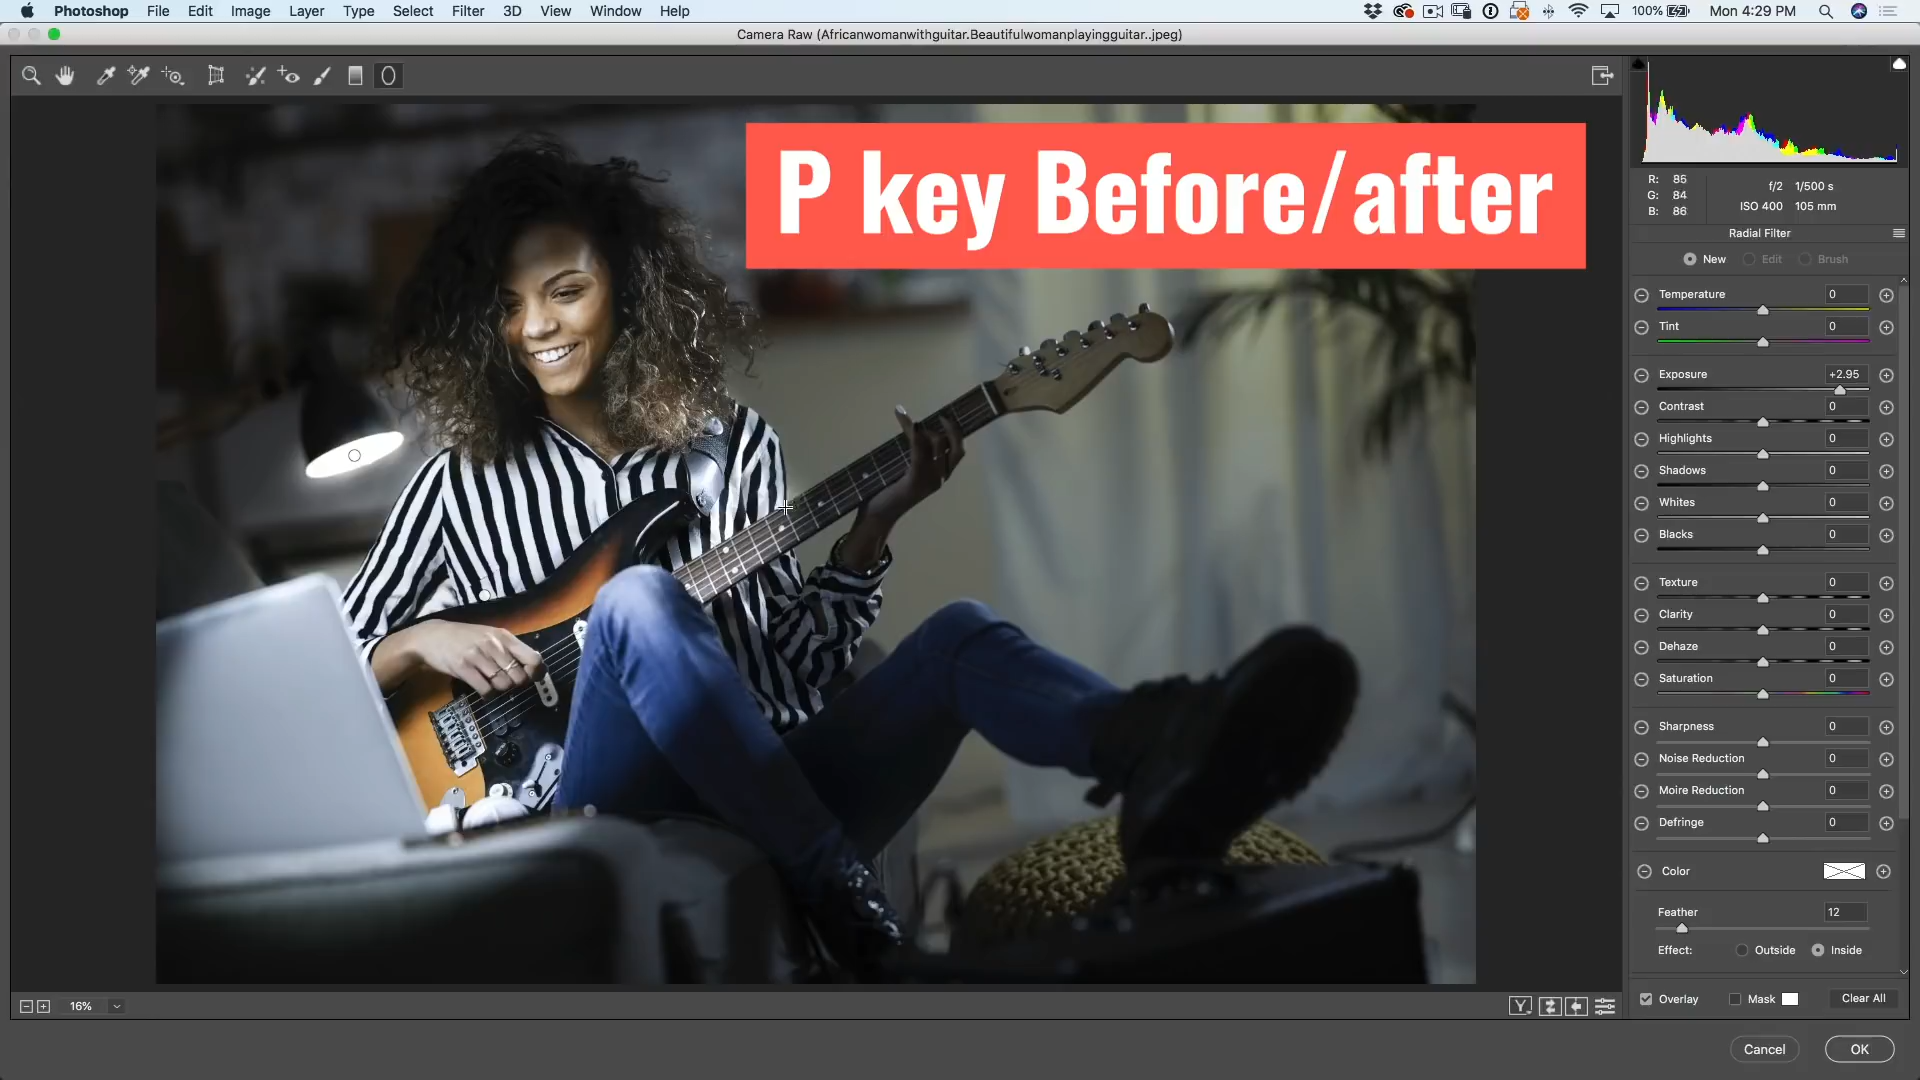 Photoshop File Edit Image Layer Type Select Filter 3D View Window Help 100% Mon 4:29 PM
Camera Raw (Africanwomanwithguitar.Beautifulwomanplayingguitar..jpeg)
P key Before/after
R: 85
G: 84
B: 86
f/2 1/500 s
ISO 400 105 mm
Radial Filter
New Edit Brush
Temperature 0
Tint 0
Exposure +2.95
Contrast 0
Highlights 0
Shadows 0
Whites 0
Blacks 0
Texture 0
Clarity 0
Dehaze 0
Saturation 0
Sharpness 0
Noise Reduction 0
Moire Reduction 0
Defringe 0
Color
Feather 12
Effect: Outside Inside
16% Y
Overlay Mask Clear All
Cancel OK